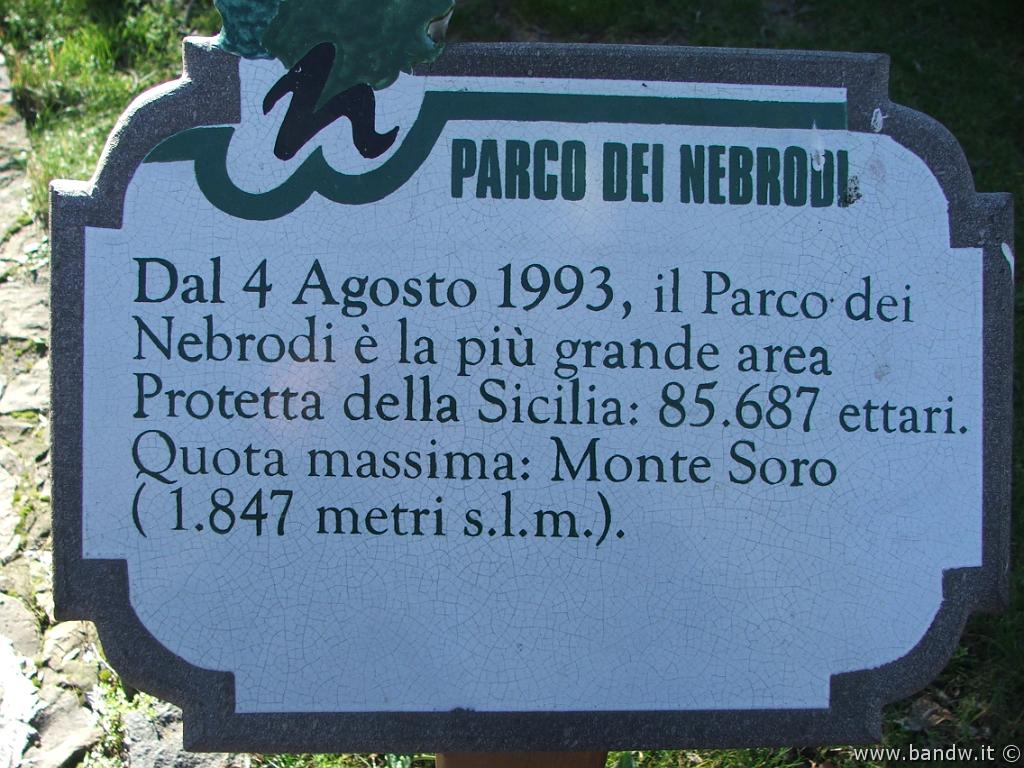 n
PARCO DEI NEBRODI
Dal 4 Agosto 1993, il Parco dei
Nebrodi è la più grande area
Protetta della Sicilia: 85.687 ettari.
Quota massima: Monte Soro
( 1.847 metri s.l.m.).
www.bandw.it ©